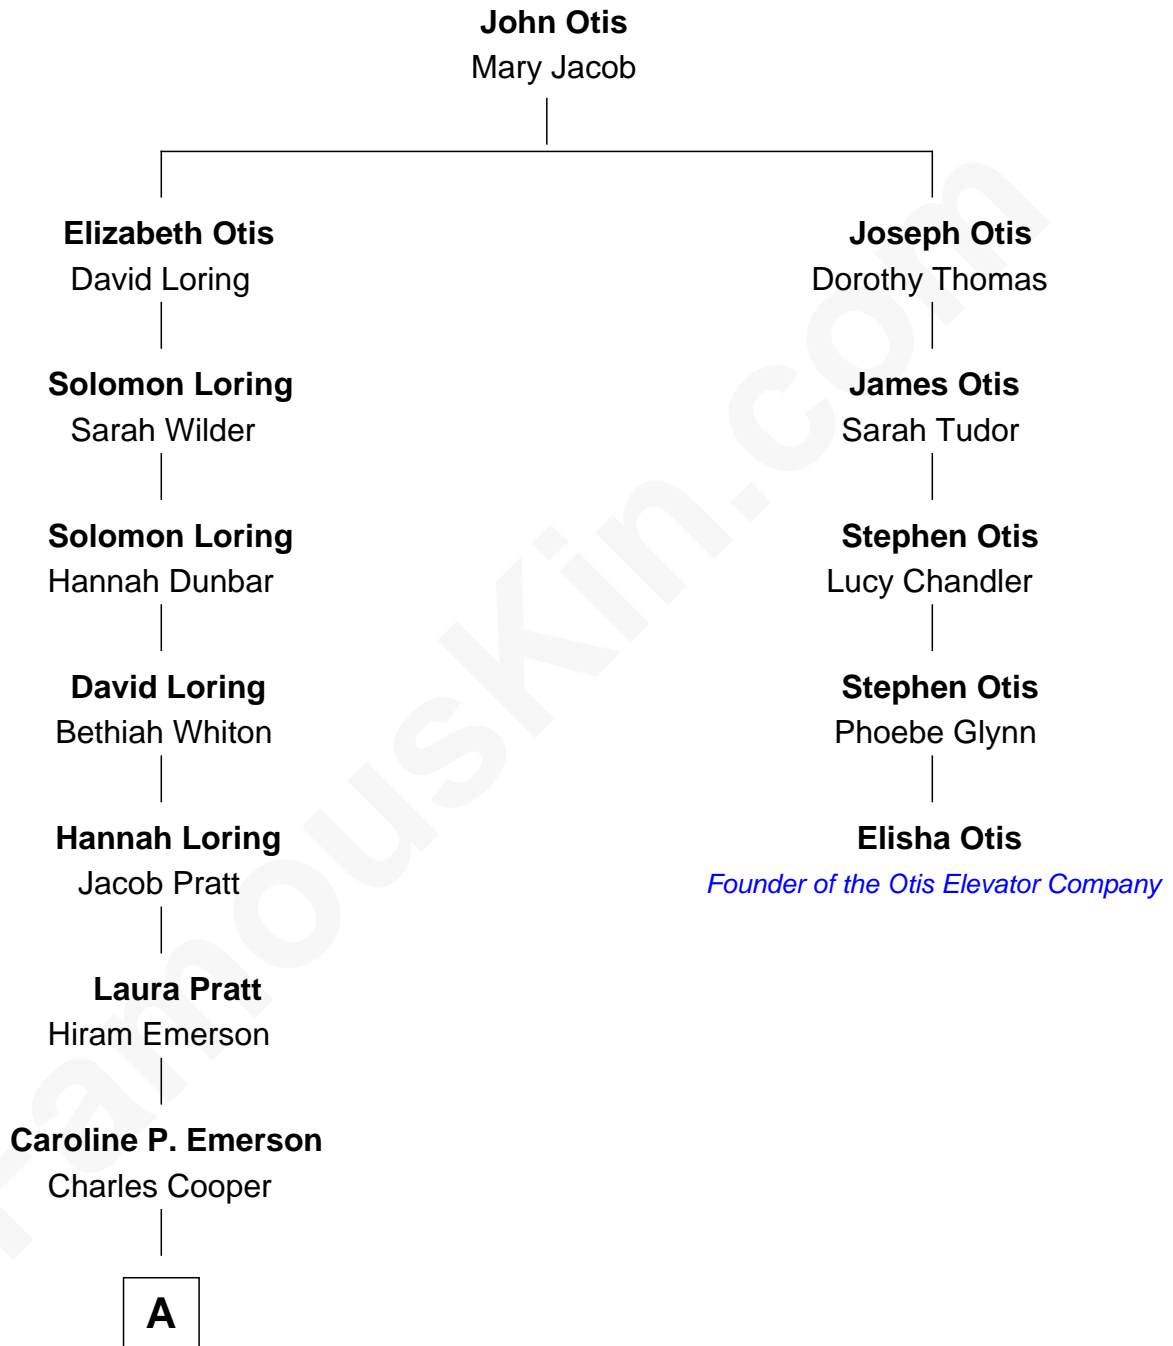 John Otis
Mary Jacob
Elizabeth Otis
David Loring
Joseph Otis
Dorothy Thomas
Solomon Loring
Sarah Wilder
James Otis
Sarah Tudor
Solomon Loring
Hannah Dunbar
Stephen Otis
Lucy Chandler
David Loring
Bethiah Whiton
Stephen Otis
Phoebe Glynn
Hannah Loring
Jacob Pratt
Elisha Otis
Founder of the Otis Elevator Company
Laura Pratt
Hiram Emerson
Caroline P. Emerson
Charles Cooper
A
FamousKin.com